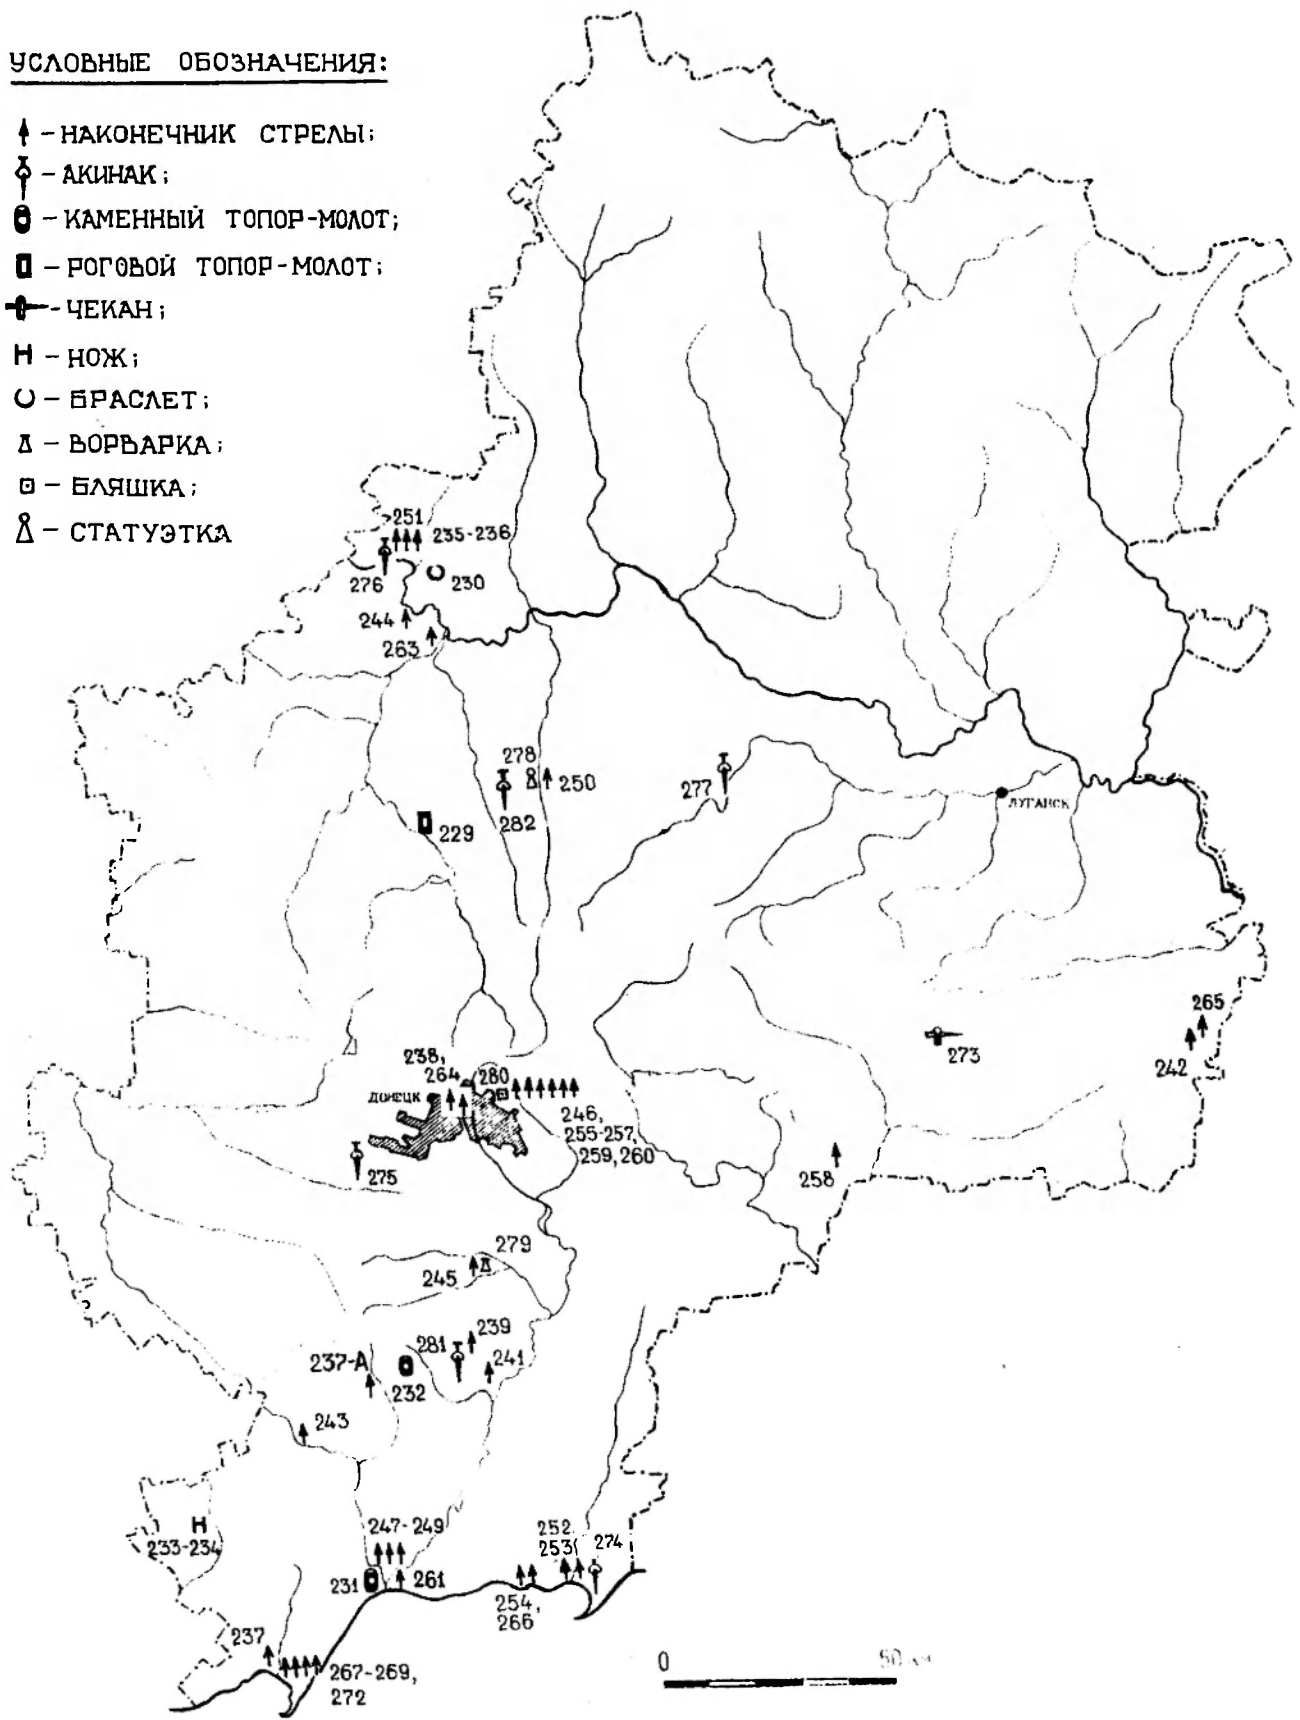 УСЛОВНЫЕ ОБОЗНАЧЕНИЯ:
– НАКОНЕЧНИК СТРЕЛЫ;
– АКИНАК;
– КАМЕННЫЙ ТОПОР-МОЛОТ;
– РОГОВОЙ ТОПОР-МОЛОТ;
– ЧЕКАН;
Н – НОЖ;
– БРАСЛЕТ;
– ВОРВАРКА;
– БЛЯШКА;
– СТАТУЭТКА
251
235-236
276
230
244
263
278
250
277
282
229
ЛУГАНСК
265
273
242
238,
264
280
ДОНЕЦК
246,
255-257,
259,260
275
258
279
245
239
281
241
237-А
232
243
Н
233-234
247-249
252
253
274
231
261
254,
266
237
267-269,
272
0
50 км